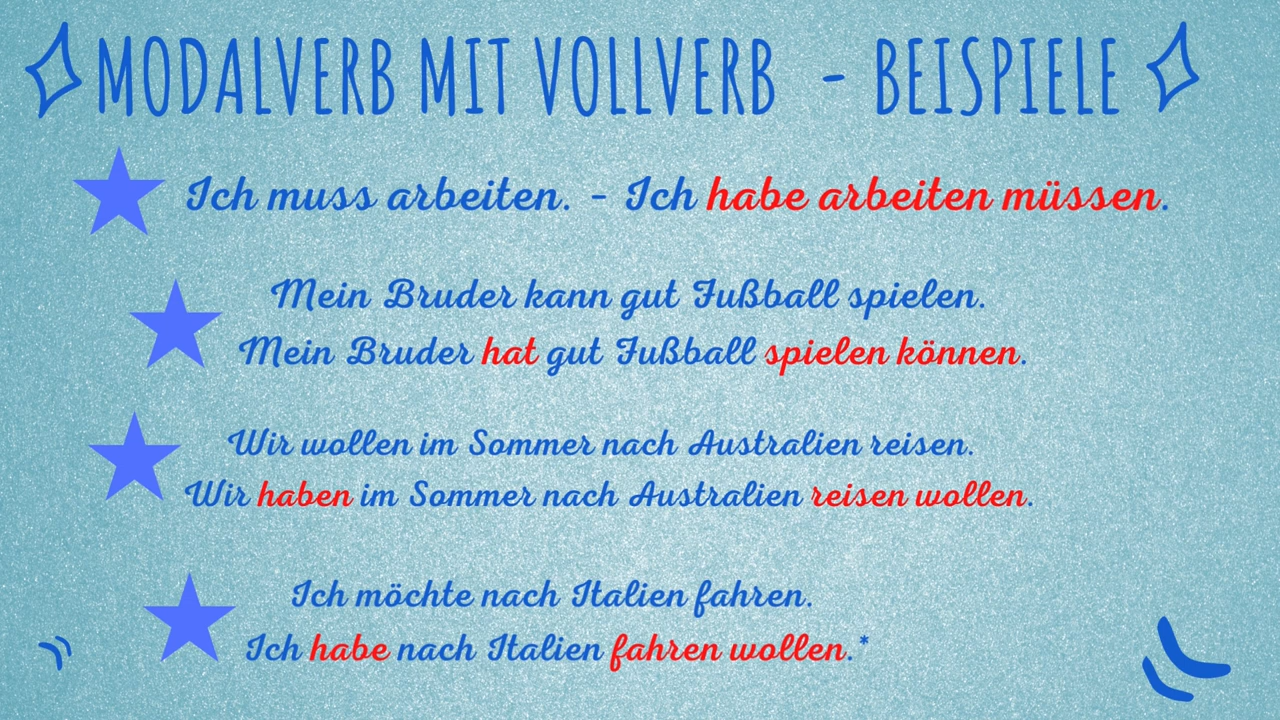 MODALVERB MIT VOLLVERB - BEISPIELE
Ich muss arbeiten. - Ich habe arbeiten müssen.
Mein Bruder kann gut Fußball spielen.
Mein Bruder hat gut Fußball spielen können.
Wir wollen im Sommer nach Australien reisen.
Wir haben im Sommer nach Australien reisen wollen.
Ich möchte nach Italien fahren.
Ich habe nach Italien fahren wollen.*